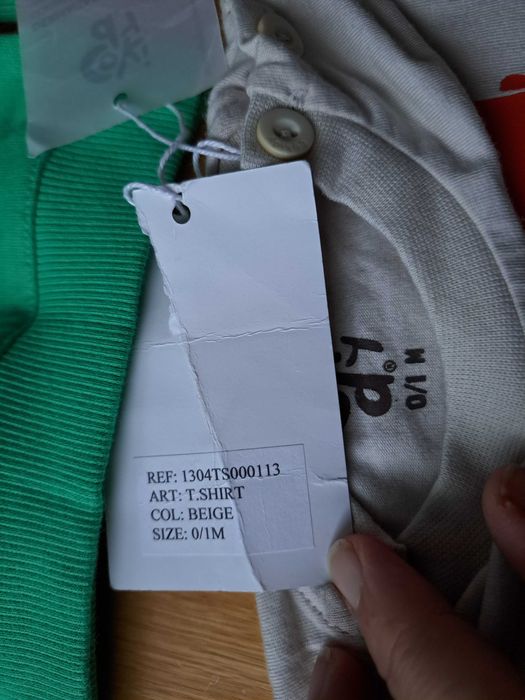 REF: 1304TS000113
ART: T.SHIRT
COL: BEIGE
SIZE: 0/1M
0/1 M